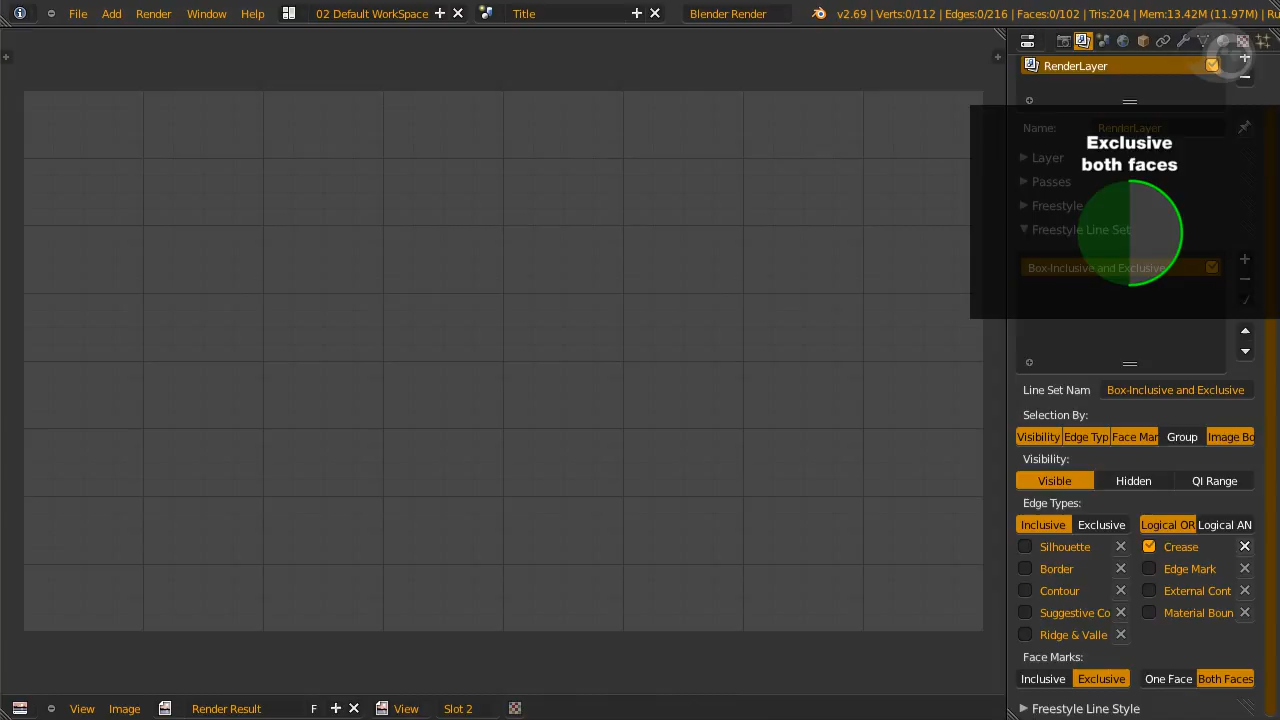 File Add Render Window Help 02 Default WorkSpace Title Blender Render v2.69 | Verts:0/112 | Edges:0/216 | Faces:0/102 | Tris:204 | Mem:13.42M (11.97M) | Ru
RenderLayer
Name: RenderLayer
Exclusive
both faces
Layer
Passes
Freestyle
Freestyle Line Set
Box-Inclusive and Exclusive
Line Set Nam Box-Inclusive and Exclusive
Selection By:
Visibility Edge Typ Face Mar Group Image Bo
Visibility:
Visible Hidden QI Range
Edge Types:
Inclusive Exclusive Logical OR Logical AN
Silhouette Crease
Border Edge Mark
Contour External Cont
Suggestive Co Material Boun
Ridge & Valle
Face Marks:
Inclusive Exclusive One Face Both Faces
Freestyle Line Style
View Image Render Result F View Slot 2